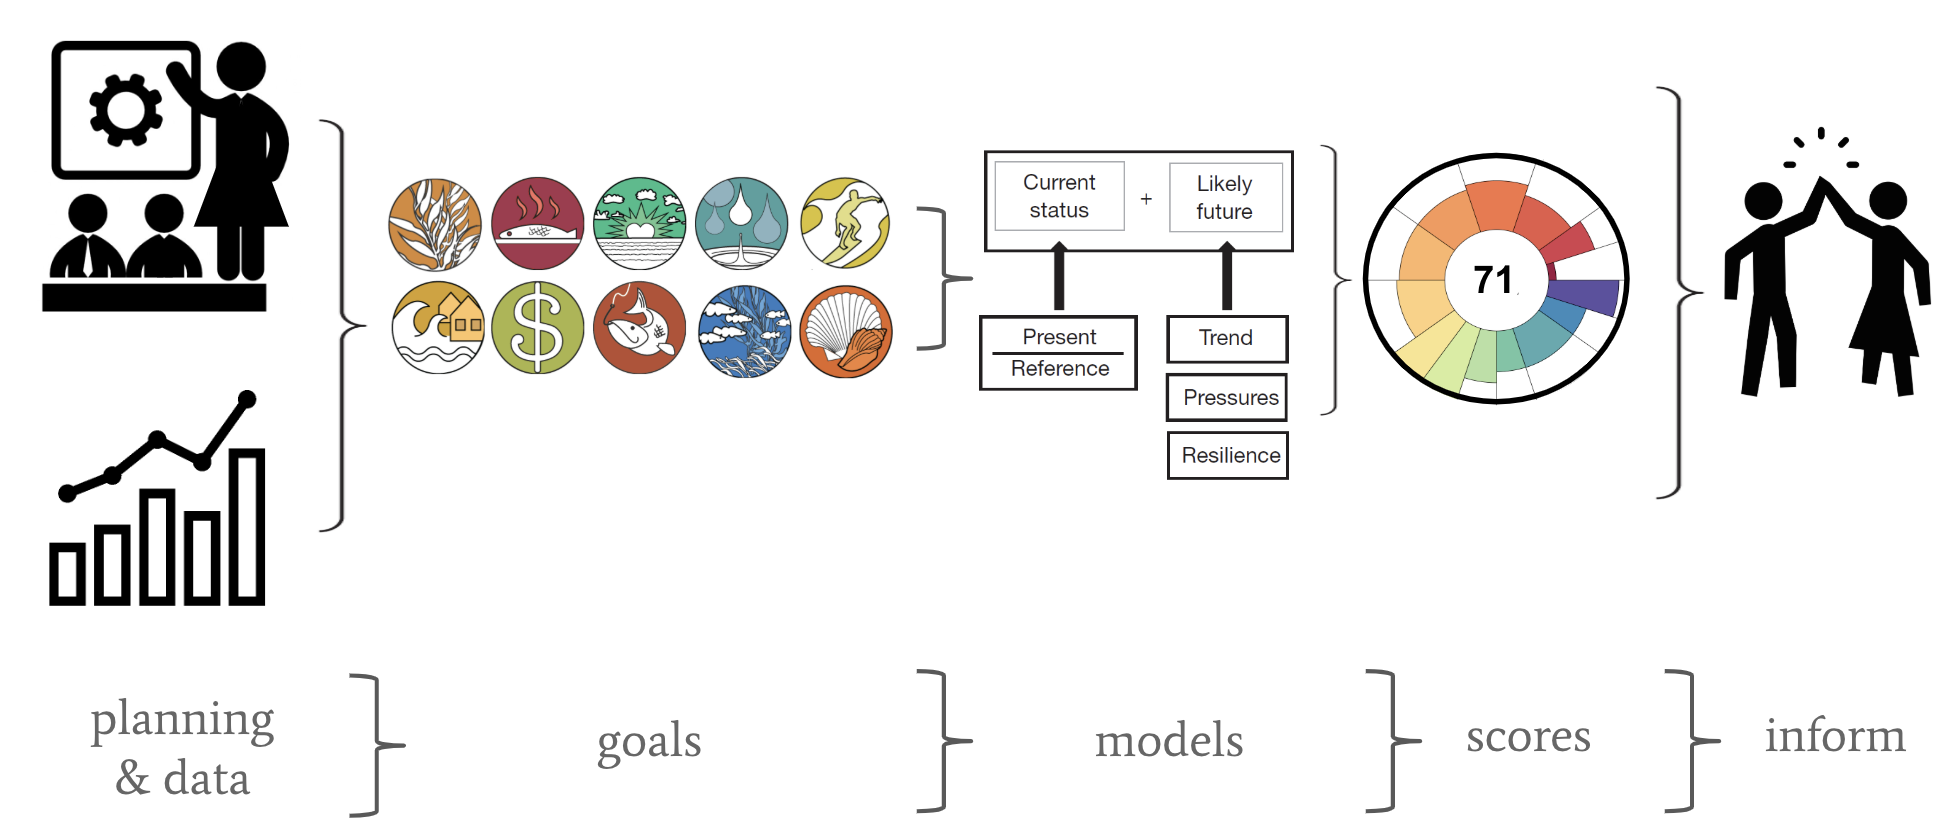 Current
status
+
Likely
future
Present
Reference
Trend
Pressures
Resilience
$
71
planning
& data
goals
models
scores
inform